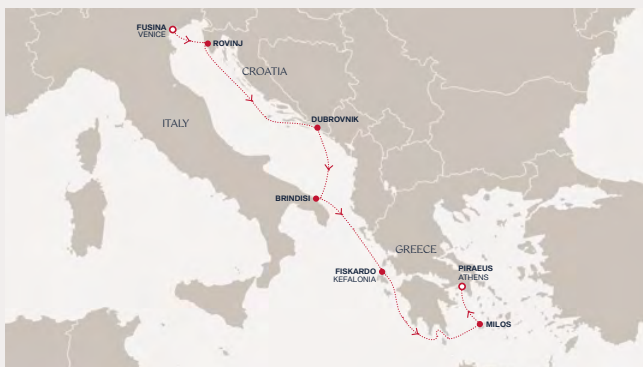 FUSINA
VENICE
ROVINJ
CROATIA
DUBROVNIK
ITALY
BRINDISI
GREECE
FISKARDO
KEFALONIA
PIRAEUS
ATHENS
MILOS